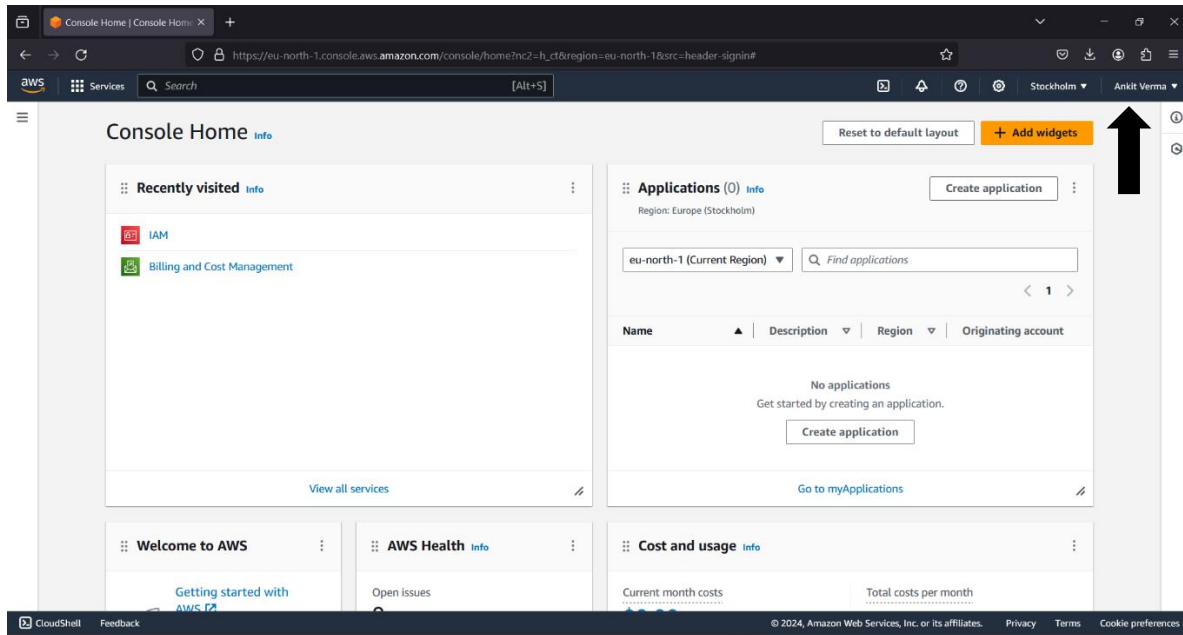 Console Home | Console Home
https://eu-north-1.console.aws.amazon.com/console/home?nc2=h_ct&region=eu-north-1&src=header-signin#
aws Services Search [Alt+S] Stockholm Ankit Verma
Console Home Info Reset to default layout + Add widgets
Recently visited Info
IAM
Billing and Cost Management
View all services
Applications (0) Info Create application
Region: Europe (Stockholm)
eu-north-1 (Current Region) Find applications
1
Name Description Region Originating account
No applications
Get started by creating an application.
Create application
Go to myApplications
Welcome to AWS
Getting started with
AWS
AWS Health Info
Open issues
Cost and usage Info
Current month costs Total costs per month
CloudShell Feedback © 2024, Amazon Web Services, Inc. or its affiliates. Privacy Terms Cookie preferences